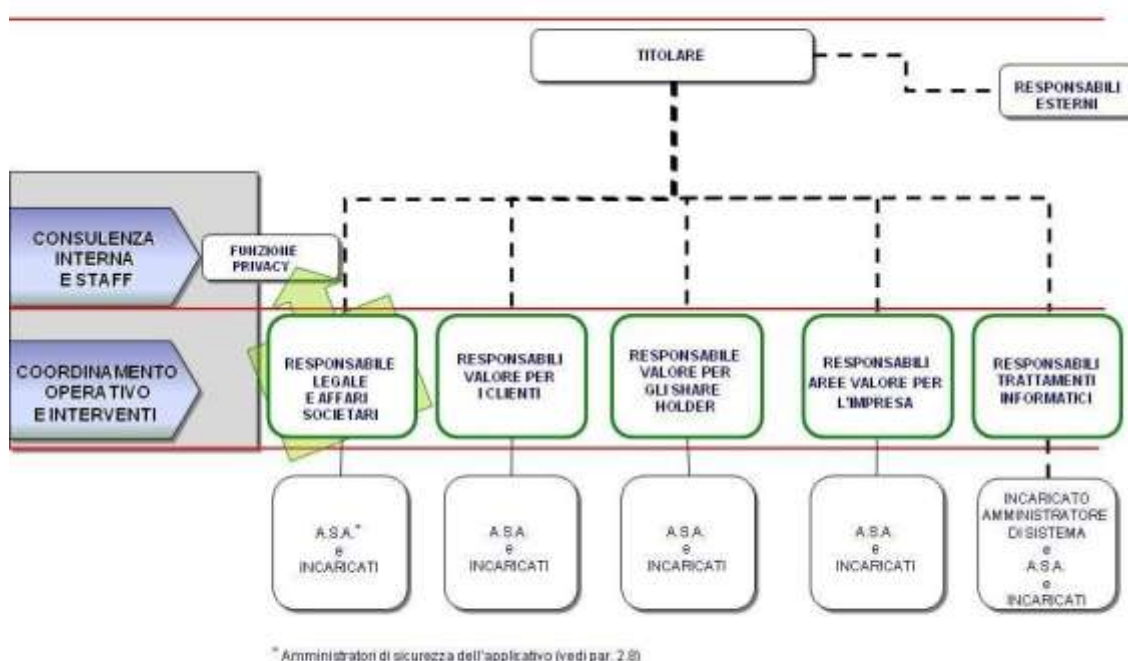 TITOLARE
RESPONSABILI
ESTERNI
CONSULENZA
INTERNA
E STAFF
FUNZIONE
PRIVACY
COORDINAMENTO
OPERATIVO
E INTERVENTI
RESPONSABILE
LEGALE
E AFFARI
SOCIETARI
RESPONSABILI
VALORE PER
I CLIENTI
RESPONSABILE
VALORE PER
GLI SHARE
HOLDER
RESPONSABILI
AREE VALORE PER
L'IMPRESA
RESPONSABILI
TRATTAMENTI
INFORMATICI
A.S.A.*
e
INCARICATI
A.S.A.
e
INCARICATI
A.S.A.
e
INCARICATI
A.S.A.
e
INCARICATI
INCARICATO
AMMINISTRATORE
DI SISTEMA
e
A.S.A.
e
INCARICATI
* Amministratori di sicurezza dell'applicativo (vedi par. 2.8)